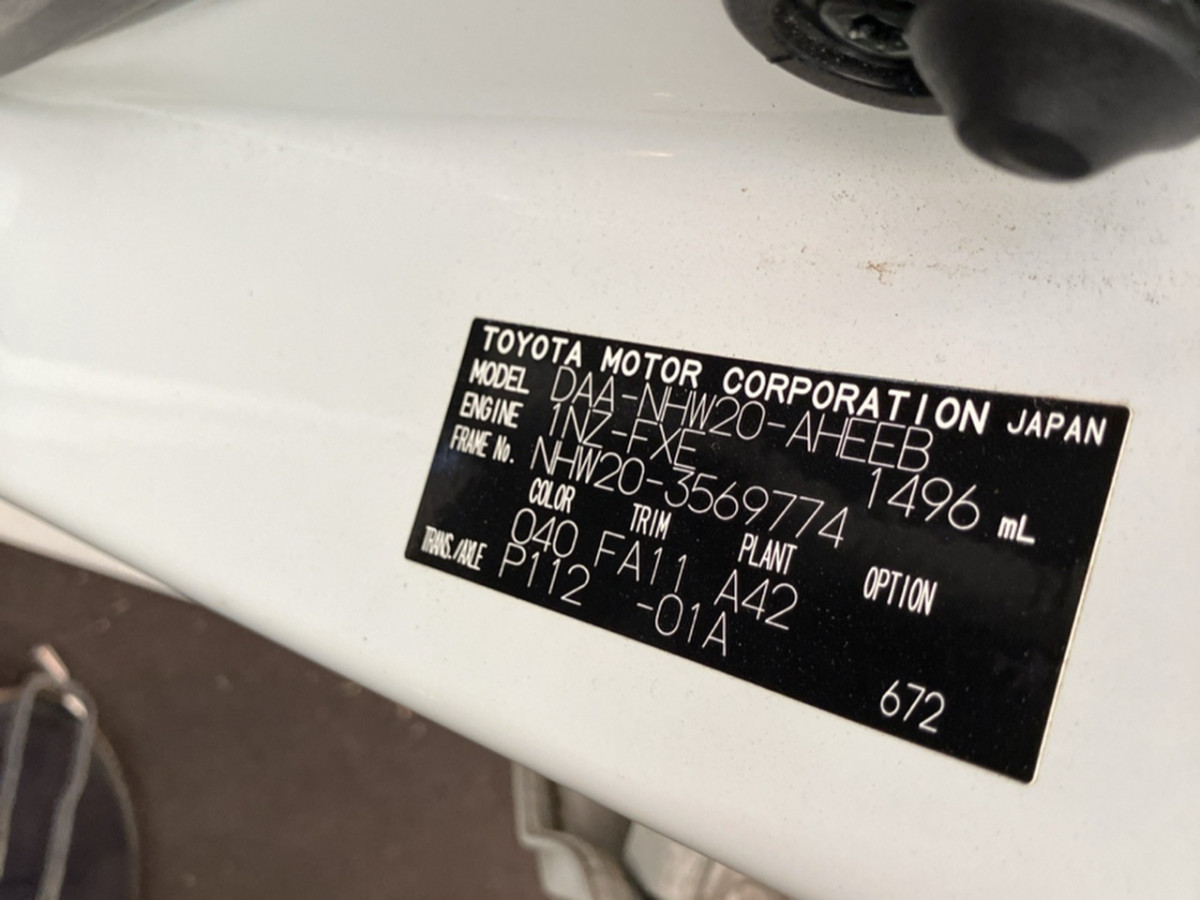 TOYOTA MOTOR CORPORATION JAPAN
MODEL DAA-NHW20-AHEEB
ENGINE 1NZ-FXE 1496 mL
FRAME No. NHW20-3569774
COLOR TRIM PLANT OPTION
040 FA11 A42
TRANS./AXLE P112 -01A
672